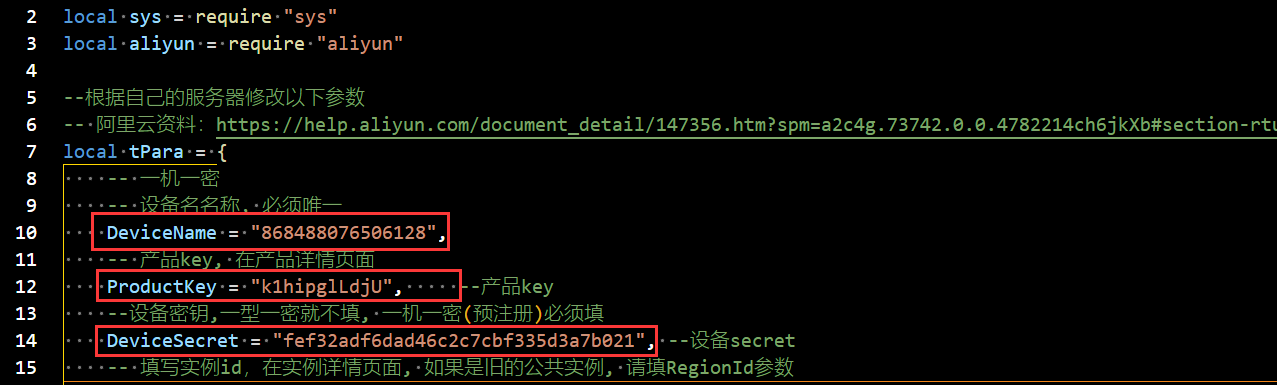 2 local sys = require "sys"
3 local aliyun = require "aliyun"
4
5 --根据自己的服务器修改以下参数
6 -- 阿里云资料：https://help.aliyun.com/document_detail/147356.htm?spm=a2c4g.73742.0.0.4782214ch6jkXb#section-rtu
7 local tPara = {
8 -- 一机一密
9 -- 设备名名称, 必须唯一
10 DeviceName = "868488076506128",
11 -- 产品key, 在产品详情页面
12 ProductKey = "k1hipglLdjU", --产品key
13 --设备密钥,一型一密就不填, 一机一密(预注册)必须填
14 DeviceSecret = "fef32adf6dad46c2c7cbf335d3a7b021", --设备secret
15 -- 填写实例id, 在实例详情页面, 如果是旧的公共实例, 请填RegionId参数